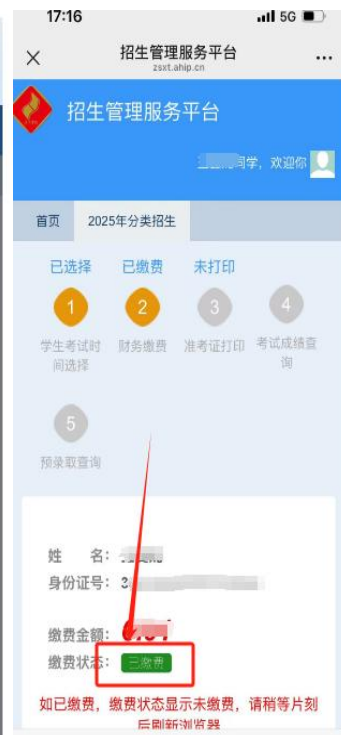 17:16
5G
招生管理服务平台
zsxt.ahip.cn
招生管理服务平台
同学，欢迎你
首页 2025年分类招生
已选择 已缴费 未打印
1 2 3 4
学生考试时间选择 财务缴费 准考证打印 考试成绩查询
5
预录取查询
姓 名：
身份证号：3
缴费金额：
缴费状态：已缴费
如已缴费，缴费状态显示未缴费，请稍等片刻
后刷新浏览器